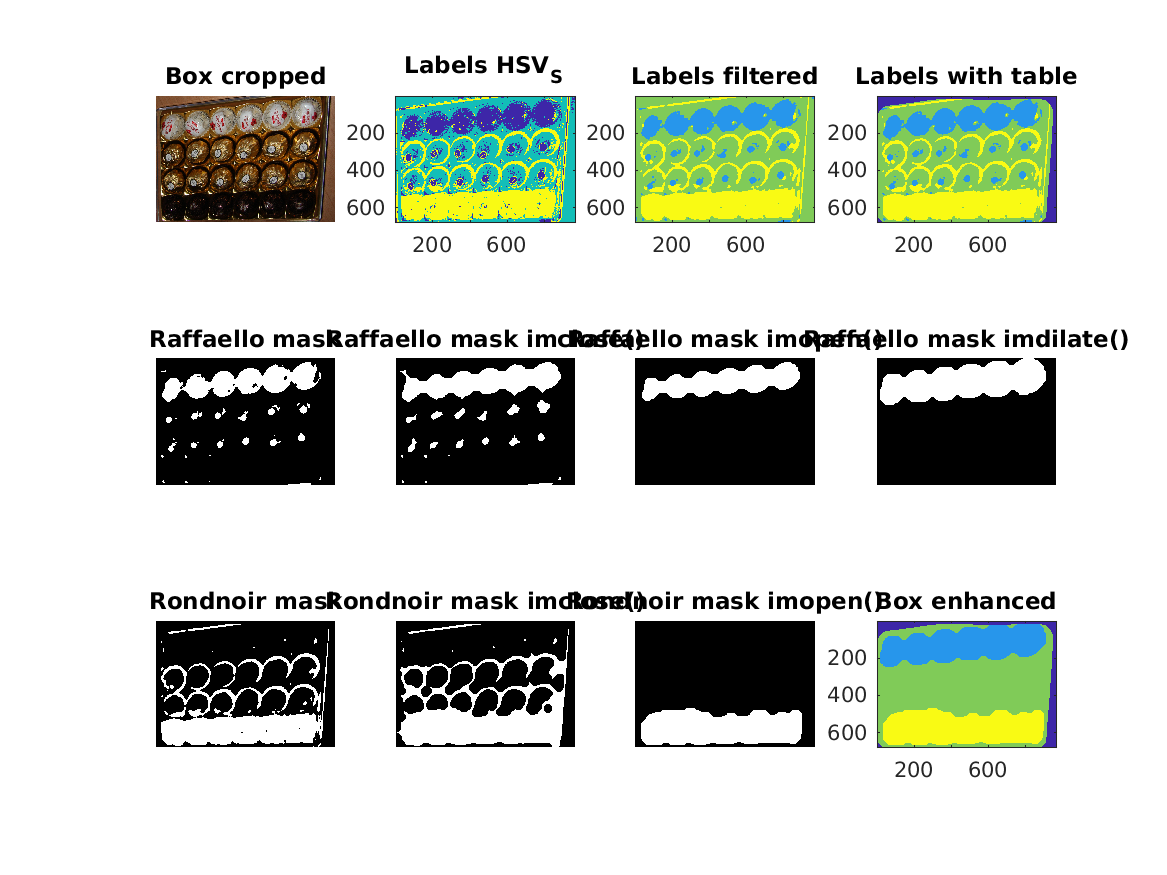 Box cropped
Labels HSV_S
Labels filtered
Labels with table
200
400
600
200 600
200
400
600
200 600
200
400
600
200 600
Raffaello mask
Raffaello mask imclose()
Raffaello mask imopen()
Raffaello mask imdilate()
Rondnoir mask
Rondnoir mask imclose()
Rondnoir mask imopen()
Box enhanced
200
400
600
200 600